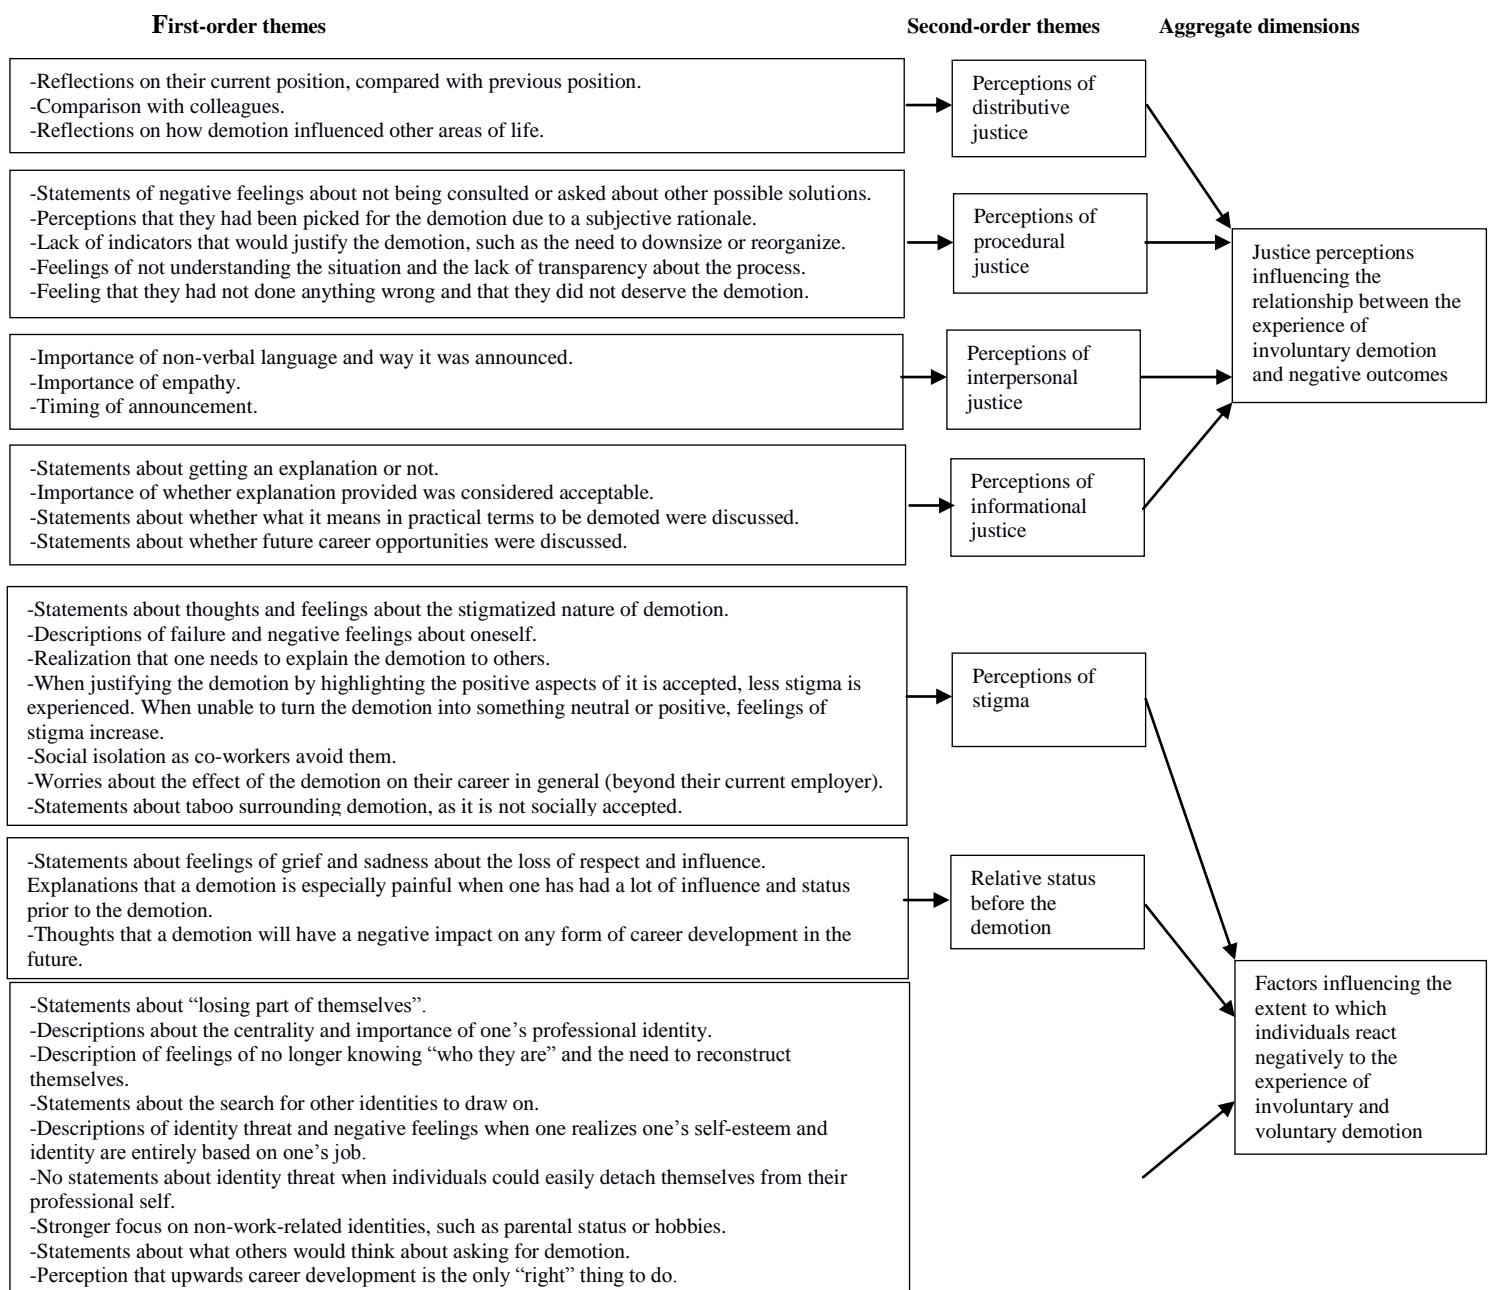 First-order themes
Second-order themes
Aggregate dimensions
-Reflections on their current position, compared with previous position.
-Comparison with colleagues.
-Reflections on how demotion influenced other areas of life.
Perceptions of
distributive
justice
-Statements of negative feelings about not being consulted or asked about other possible solutions.
-Perceptions that they had been picked for the demotion due to a subjective rationale.
-Lack of indicators that would justify the demotion, such as the need to downsize or reorganize.
-Feelings of not understanding the situation and the lack of transparency about the process.
-Feeling that they had not done anything wrong and that they did not deserve the demotion.
Perceptions of
procedural
justice
Justice perceptions
influencing the
relationship between the
experience of
involuntary demotion
and negative outcomes
-Importance of non-verbal language and way it was announced.
-Importance of empathy.
-Timing of announcement.
Perceptions of
interpersonal
justice
-Statements about getting an explanation or not.
-Importance of whether explanation provided was considered acceptable.
-Statements about whether what it means in practical terms to be demoted were discussed.
-Statements about whether future career opportunities were discussed.
Perceptions of
informational
justice
-Statements about thoughts and feelings about the stigmatized nature of demotion.
-Descriptions of failure and negative feelings about oneself.
-Realization that one needs to explain the demotion to others.
-When justifying the demotion by highlighting the positive aspects of it is accepted, less stigma is
experienced. When unable to turn the demotion into something neutral or positive, feelings of
stigma increase.
-Social isolation as co-workers avoid them.
-Worries about the effect of the demotion on their career in general (beyond their current employer).
-Statements about taboo surrounding demotion, as it is not socially accepted.
Perceptions of
stigma
-Statements about feelings of grief and sadness about the loss of respect and influence.
Explanations that a demotion is especially painful when one has had a lot of influence and status
prior to the demotion.
-Thoughts that a demotion will have a negative impact on any form of career development in the
future.
Relative status
before the
demotion
Factors influencing the
extent to which
individuals react
negatively to the
experience of
involuntary and
voluntary demotion
-Statements about “losing part of themselves”.
-Descriptions about the centrality and importance of one’s professional identity.
-Description of feelings of no longer knowing “who they are” and the need to reconstruct
themselves.
-Statements about the search for other identities to draw on.
-Descriptions of identity threat and negative feelings when one realizes one’s self-esteem and
identity are entirely based on one’s job.
-No statements about identity threat when individuals could easily detach themselves from their
professional self.
-Stronger focus on non-work-related identities, such as parental status or hobbies.
-Statements about what others would think about asking for demotion.
-Perception that upwards career development is the only “right” thing to do.